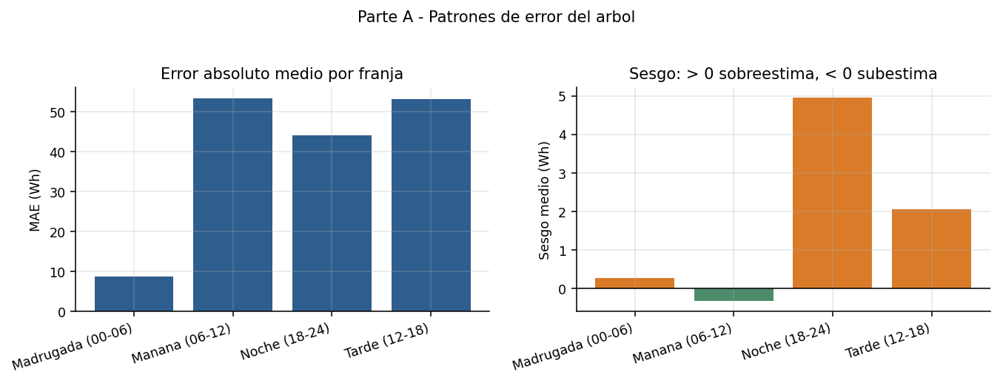 Parte A - Patrones de error del arbol
Error absoluto medio por franja
MAE (Wh)
50
40
30
20
10
0
Madrugada (00-06)
Manana (06-12)
Noche (18-24)
Tarde (12-18)
Sesgo: > 0 sobreestima, < 0 subestima
Sesgo medio (Wh)
5
4
3
2
1
0
Madrugada (00-06)
Manana (06-12)
Noche (18-24)
Tarde (12-18)